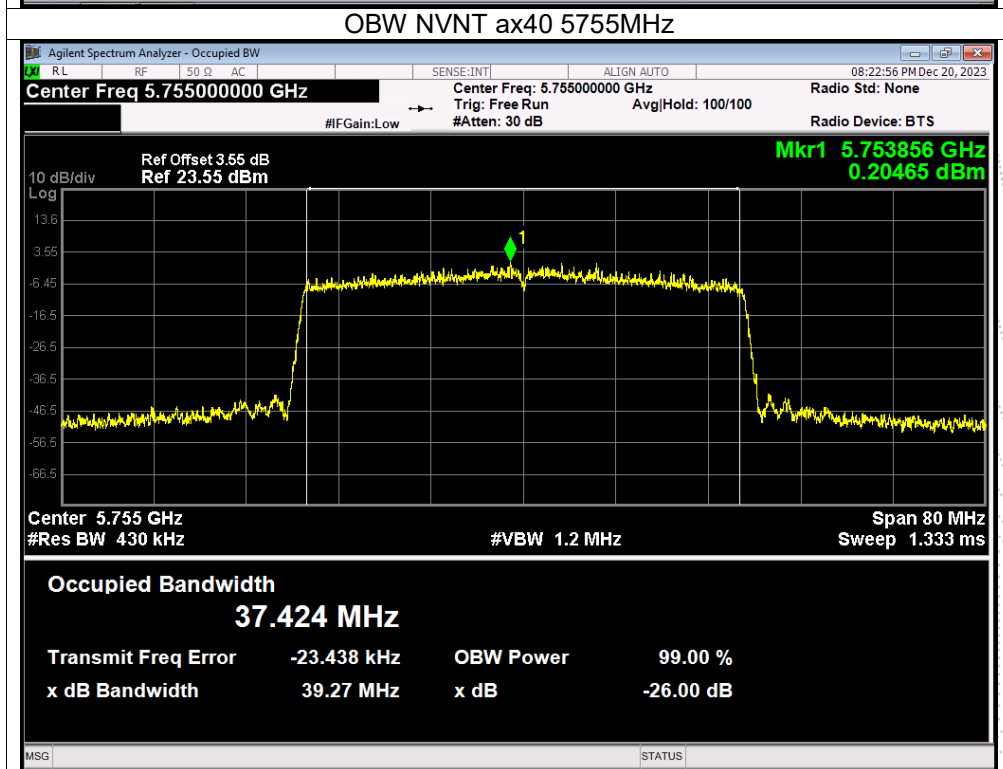 OBW NVNT ax40 5755MHz
Agilent Spectrum Analyzer - Occupied BW
LXI RL RF 50 Ω AC SENSE:INT ALIGN AUTO 08:22:56 PM Dec 20, 2023
Center Freq 5.755000000 GHz Center Freq: 5.755000000 GHz Radio Std: None
Trig: Free Run Avg|Hold: 100/100
#IFGain:Low #Atten: 30 dB Radio Device: BTS
Mkr1 5.753856 GHz
0.20465 dBm
Ref Offset 3.55 dB
10 dB/div Ref 23.55 dBm
Log
13.6
1
3.55
-6.45
-16.5
-26.5
-36.5
-46.5
-56.5
-66.5
Center 5.755 GHz Span 80 MHz
#Res BW 430 kHz #VBW 1.2 MHz Sweep 1.333 ms
Occupied Bandwidth
37.424 MHz
Transmit Freq Error -23.438 kHz OBW Power 99.00 %
x dB Bandwidth 39.27 MHz x dB -26.00 dB
MSG STATUS